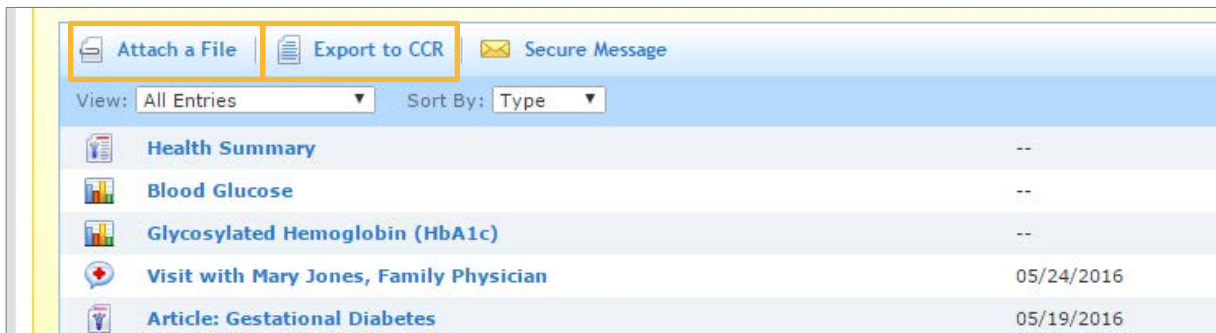 Attach a File Export to CCR Secure Message
View: All Entries Sort By: Type
Health Summary --
Blood Glucose --
Glycosylated Hemoglobin (HbA1c) --
Visit with Mary Jones, Family Physician 05/24/2016
Article: Gestational Diabetes 05/19/2016